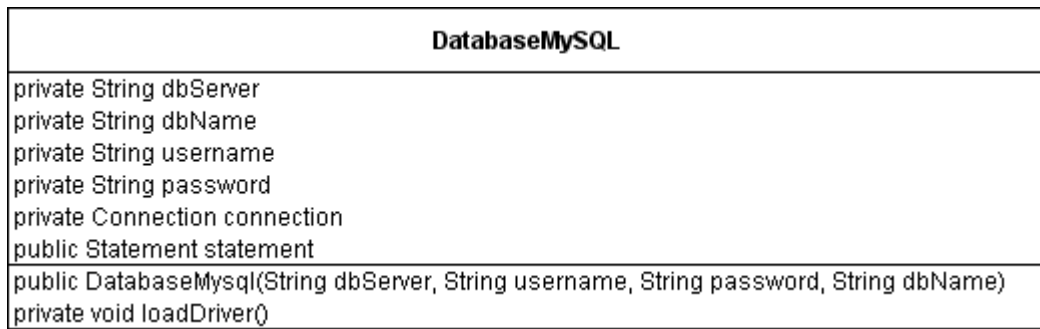 DatabaseMySQL
private String dbServer
private String dbName
private String username
private String password
private Connection connection
public Statement statement
public DatabaseMysql(String dbServer, String username, String password, String dbName)
private void loadDriver()